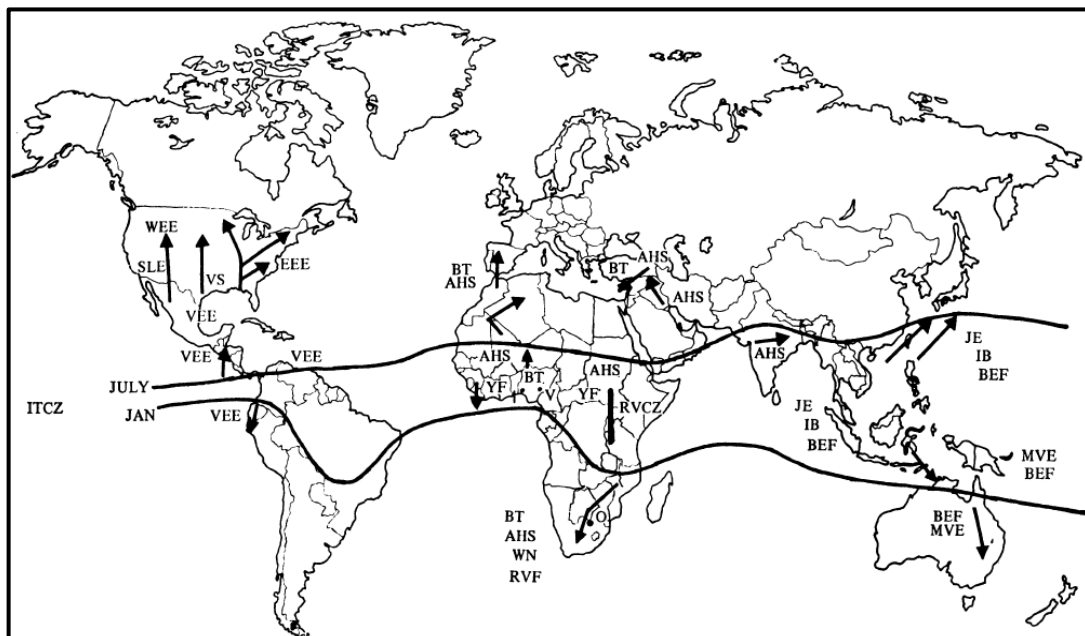 WEE
SLE
VS
EEE
VEE
VEE
VEE
JULY
JAN
ITCZ
VEE
BT
AHS
BT
AHS
AHS
AHS
AHS
YF
BT
V
AHS
YF
RVCZ
JE
IB
BEF
JE
IB
BEF
MVE
BEF
BEF
MVE
BT
AHS
WN
RVF
O